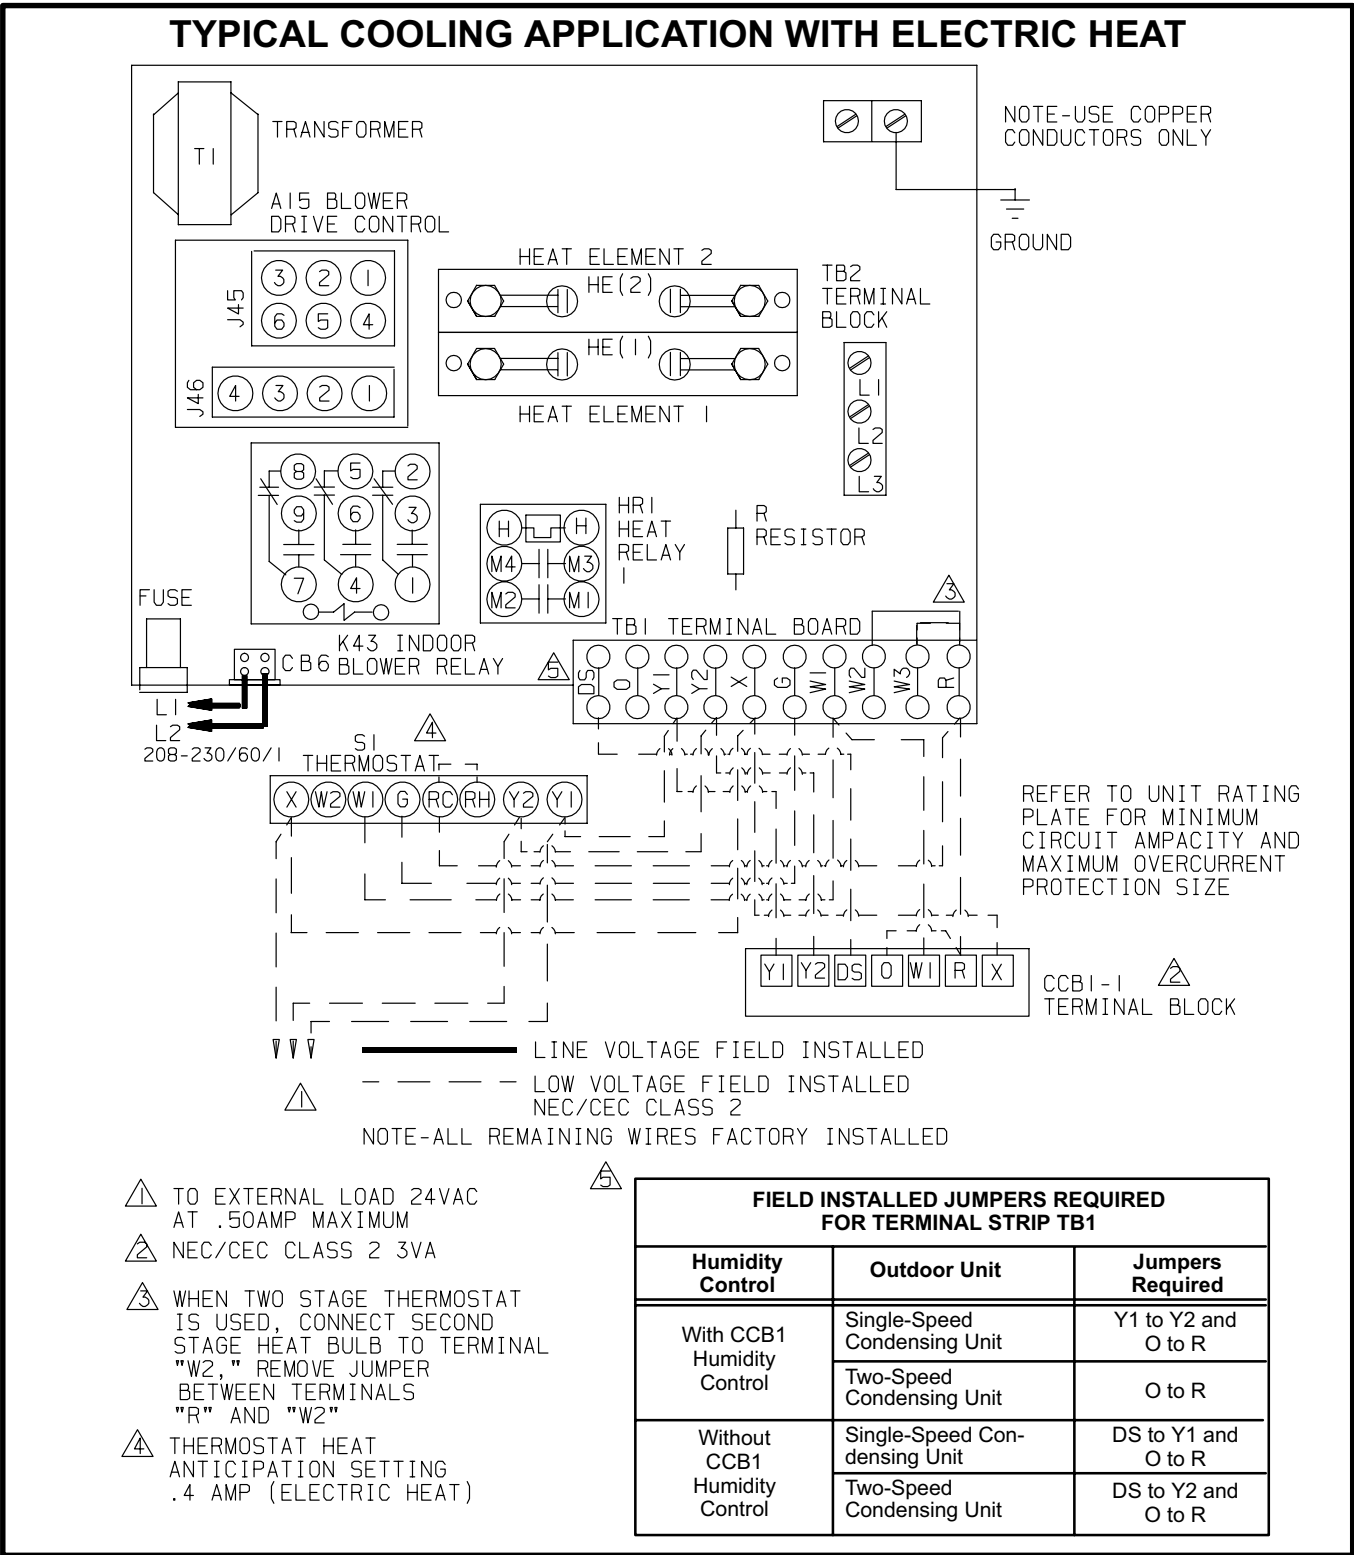 TYPICAL COOLING APPLICATION WITH ELECTRIC HEAT
T1
TRANSFORMER
NOTE-USE COPPER
CONDUCTORS ONLY
GROUND
A15 BLOWER
DRIVE CONTROL
J45
3 2 1
6 5 4
J46
4 3 2 1
HEAT ELEMENT 2
HE(2)
HE(1)
HEAT ELEMENT 1
TB2
TERMINAL
BLOCK
L1
L2
L3
8 5 2
9 6 3
7 4 1
K43 INDOOR
BLOWER RELAY
H H
M4 M3
M2 M1
HR1
HEAT
RELAY
1
R
RESISTOR
FUSE
CB6
L1
L2
208-230/60/1
3
TB1 TERMINAL BOARD
5
DS O Y1 Y2 X G W1 W2 W3 R
S1
THERMOSTAT
4
X W2 W1 G RC RH Y2 Y1
REFER TO UNIT RATING
PLATE FOR MINIMUM
CIRCUIT AMPACITY AND
MAXIMUM OVERCURRENT
PROTECTION SIZE
Y1 Y2 DS O W1 R X
CCB1-1
TERMINAL BLOCK
2
1
LINE VOLTAGE FIELD INSTALLED
LOW VOLTAGE FIELD INSTALLED
NEC/CEC CLASS 2
NOTE-ALL REMAINING WIRES FACTORY INSTALLED
1 TO EXTERNAL LOAD 24VAC
AT .50AMP MAXIMUM
2 NEC/CEC CLASS 2 3VA
3 WHEN TWO STAGE THERMOSTAT
IS USED, CONNECT SECOND
STAGE HEAT BULB TO TERMINAL
"W2," REMOVE JUMPER
BETWEEN TERMINALS
"R" AND "W2"
4 THERMOSTAT HEAT
ANTICIPATION SETTING
.4 AMP (ELECTRIC HEAT)
5
FIELD INSTALLED JUMPERS REQUIRED
FOR TERMINAL STRIP TB1
Humidity
Control
Outdoor Unit
Jumpers
Required
With CCB1
Humidity
Control
Single-Speed
Condensing Unit
Y1 to Y2 and
O to R
Two-Speed
Condensing Unit
O to R
Without
CCB1
Humidity
Control
Single-Speed Con-
densing Unit
DS to Y1 and
O to R
Two-Speed
Condensing Unit
DS to Y2 and
O to R